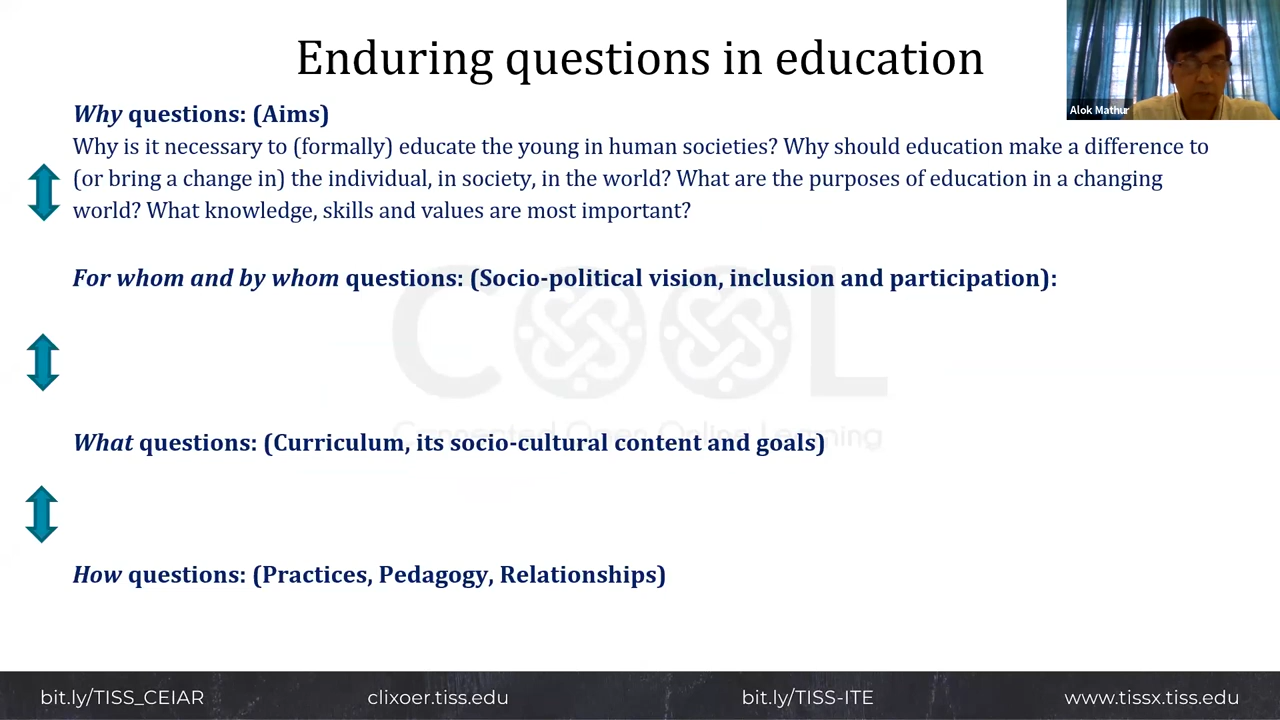 Enduring questions in education
Alok Mathur
Why questions: (Aims)
Why is it necessary to (formally) educate the young in human societies? Why should education make a difference to
(or bring a change in) the individual, in society, in the world? What are the purposes of education in a changing
world? What knowledge, skills and values are most important?
For whom and by whom questions: (Socio-political vision, inclusion and participation):
COOL
Connected Open Online Learning
What questions: (Curriculum, its socio-cultural content and goals)
How questions: (Practices, Pedagogy, Relationships)
bit.ly/TISS_CEIAR
clixoer.tiss.edu
bit.ly/TISS-ITE
www.tissx.tiss.edu